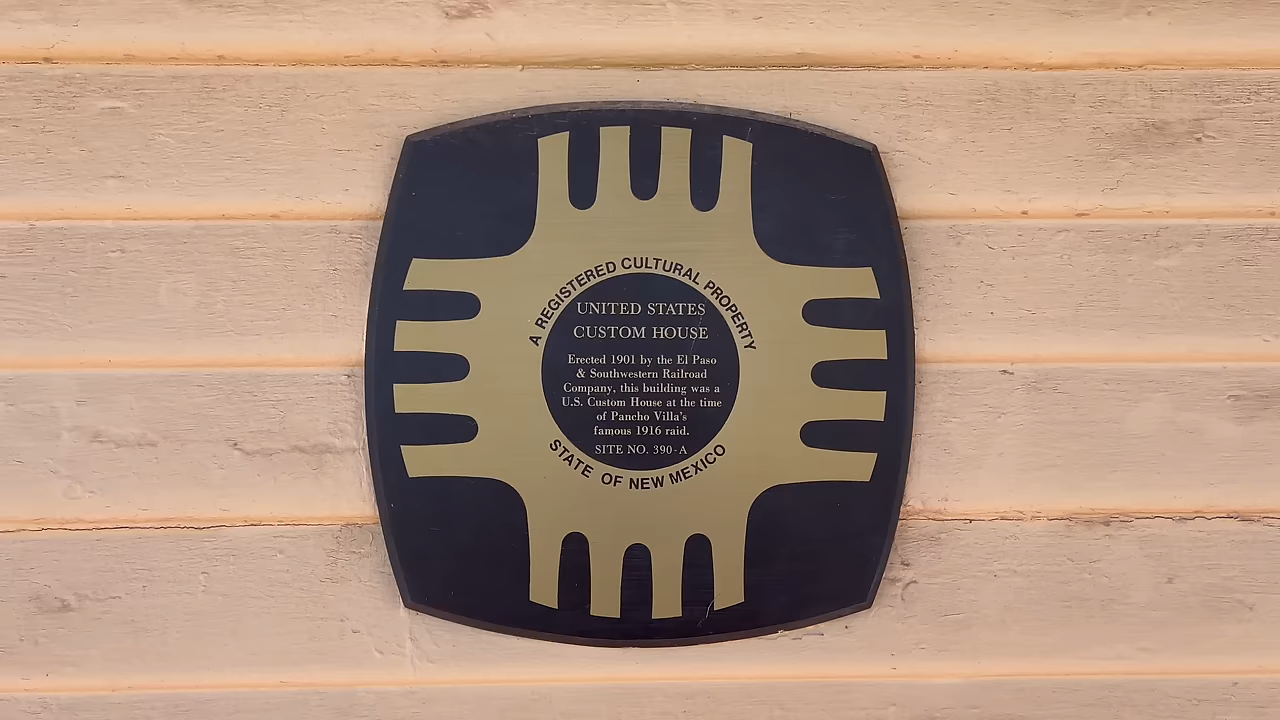 A REGISTERED CULTURAL PROPERTY
UNITED STATES
CUSTOM HOUSE
Erected 1901 by the El Paso
& Southwestern Railroad
Company, this building was a
U.S. Custom House at the time
of Pancho Villa's
famous 1916 raid.
SITE NO. 390-A
STATE OF NEW MEXICO